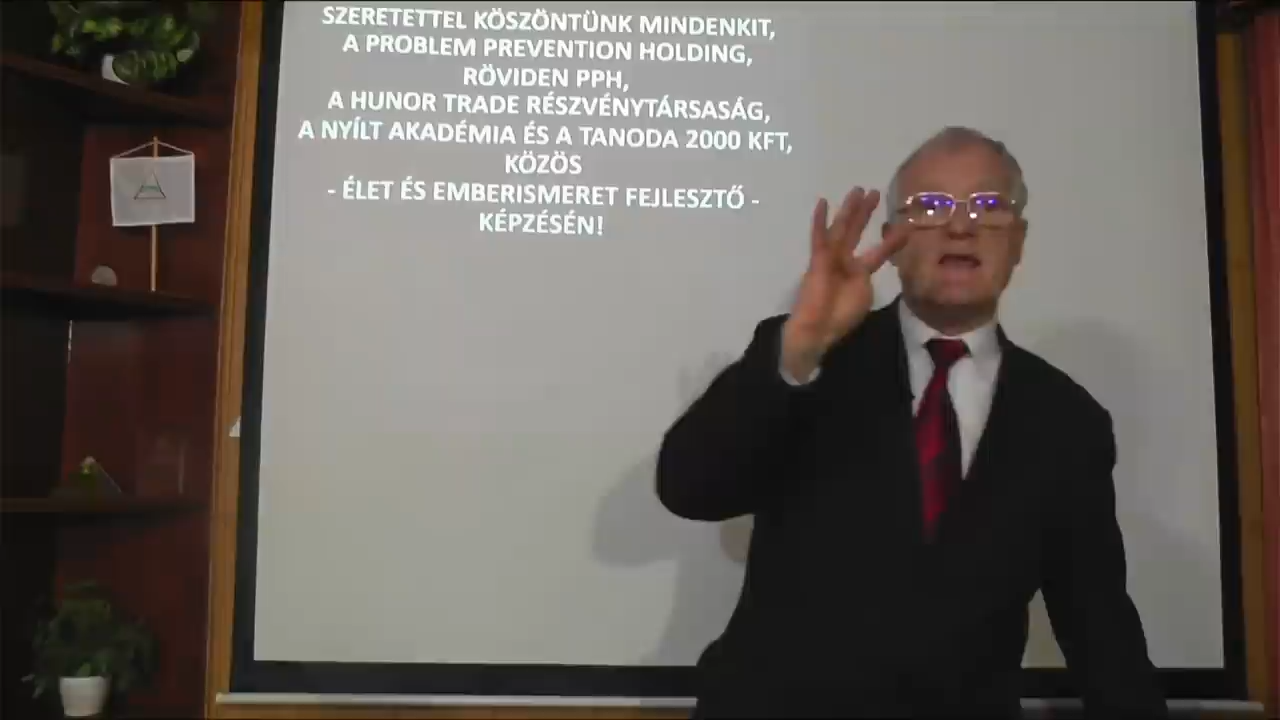 SZERETETTEL KÖSZÖNTÜNK MINDENKIT,
A PROBLEM PREVENTION HOLDING,
RÖVIDEN PPH,
A HUNOR TRADE RÉSZVÉNYTÁRSASÁG,
A NYÍLT AKADÉMIA ÉS A TANODA 2000 KFT,
KÖZÖS
- ÉLET ÉS EMBERISMERET FEJLESZTŐ -
KÉPZÉSÉN!